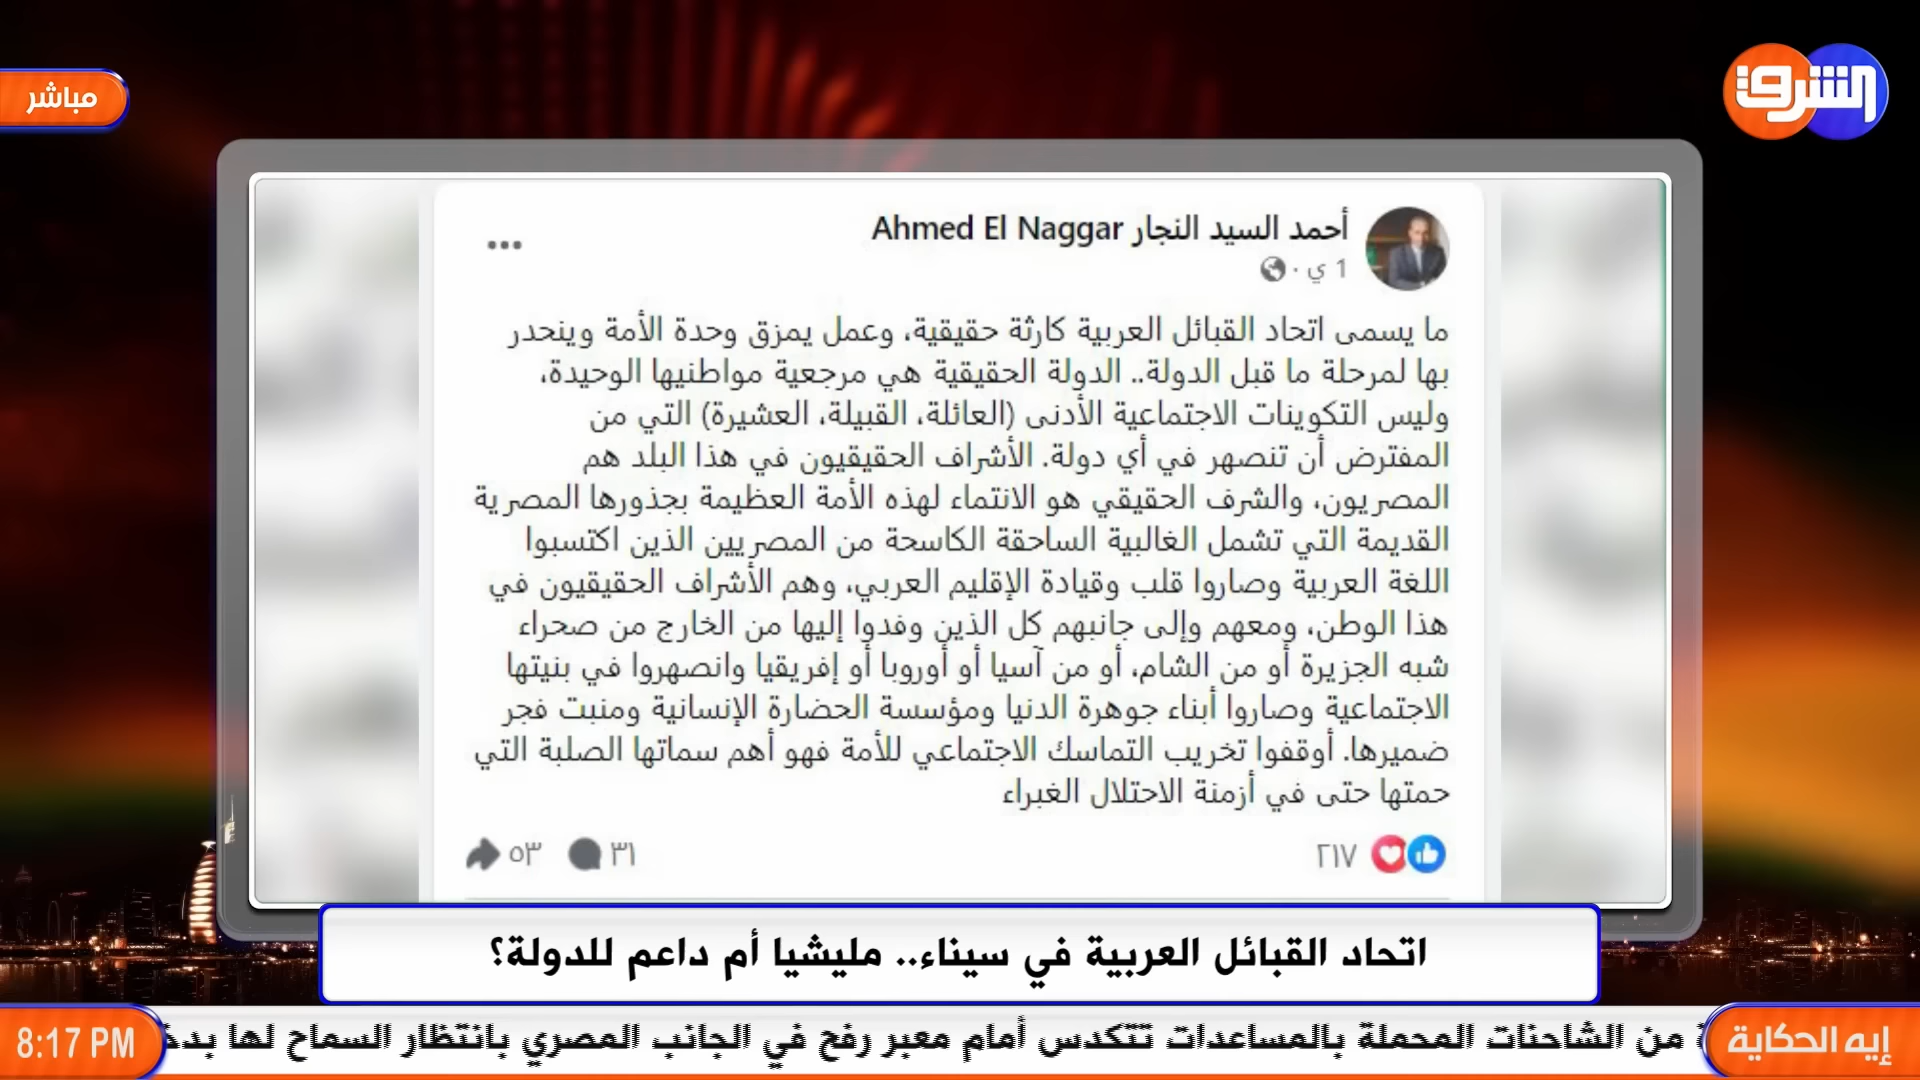 مباشر
الشرق
أحمد السيد النجار Ahmed El Naggar
1 ي ·
ما يسمى اتحاد القبائل العربية كارثة حقيقية، وعمل يمزق وحدة الأمة وينحدر
بها لمرحلة ما قبل الدولة.. الدولة الحقيقية هي مرجعية مواطنيها الوحيدة،
وليس التكوينات الاجتماعية الأدنى (العائلة، القبيلة، العشيرة) التي من
المفترض أن تنصهر في أي دولة. الأشراف الحقيقيون في هذا البلد هم
المصريون، والشرف الحقيقي هو الانتماء لهذه الأمة العظيمة بجذورها المصرية
القديمة التي تشمل الغالبية الساحقة الكاسحة من المصريين الذين اكتسبوا
اللغة العربية وصاروا قلب وقيادة الإقليم العربي، وهم الأشراف الحقيقيون في
هذا الوطن، ومعهم وإلى جانبهم كل الذين وفدوا إليها من الخارج من صحراء
شبه الجزيرة أو من الشام، أو من آسيا أو أوروبا أو إفريقيا وانصهروا في بنيتها
الاجتماعية وصاروا أبناء جوهرة الدنيا ومؤسسة الحضارة الإنسانية ومنبت فجر
ضميرها. أوقفوا تخريب التماسك الاجتماعي للأمة فهو أهم سماتها الصلبة التي
حمتها حتى في أزمنة الاحتلال الغبراء
٢١٧ ٣١ ٥٣
اتحاد القبائل العربية في سيناء.. مليشيا أم داعم للدولة؟
إيه الحكاية
من الشاحنات المحملة بالمساعدات تتكدس أمام معبر رفح في الجانب المصري بانتظار السماح لها
8:17 PM